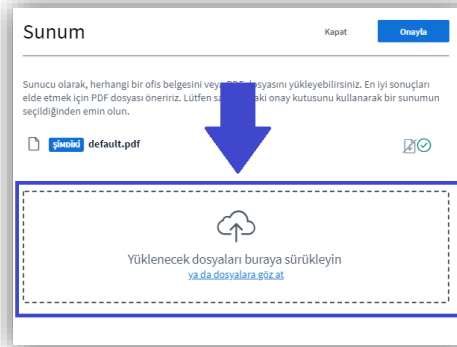 Sunum
Kapat
Onayla
Sunucu olarak, herhangi bir ofis belgesini veya dosyasını yükleyebilirsiniz. En iyi sonuçları
elde etmek için PDF dosyası öneririz. Lütfen onay kutusunu kullanarak bir sunumun
seçildiğinden emin olun.
ŞİMDİKİ default.pdf
Yüklenecek dosyaları buraya sürükleyin
ya da dosyalara göz at